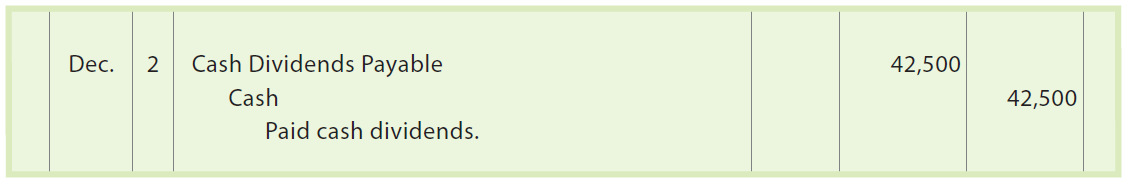 Dec. 2 Cash Dividends Payable 42,500
Cash 42,500
Paid cash dividends.